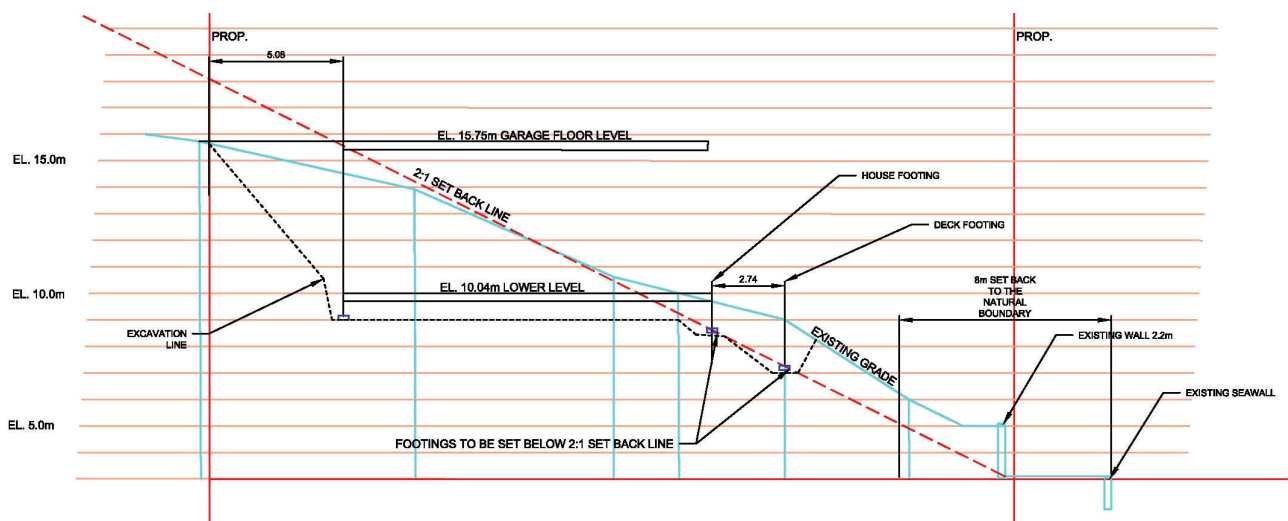 PROP.
PROP.
5.08
EL. 15.75m GARAGE FLOOR LEVEL
EL. 15.0m
2:1 SET BACK LINE
HOUSE FOOTING
DECK FOOTING
2.74
8m SET BACK
TO THE
NATURAL
BOUNDARY
EL. 10.04m LOWER LEVEL
EL. 10.0m
EXCAVATION
LINE
EXISTING GRADE
EXISTING WALL 2.2m
EXISTING SEAWALL
EL. 5.0m
FOOTINGS TO BE SET BELOW 2:1 SET BACK LINE